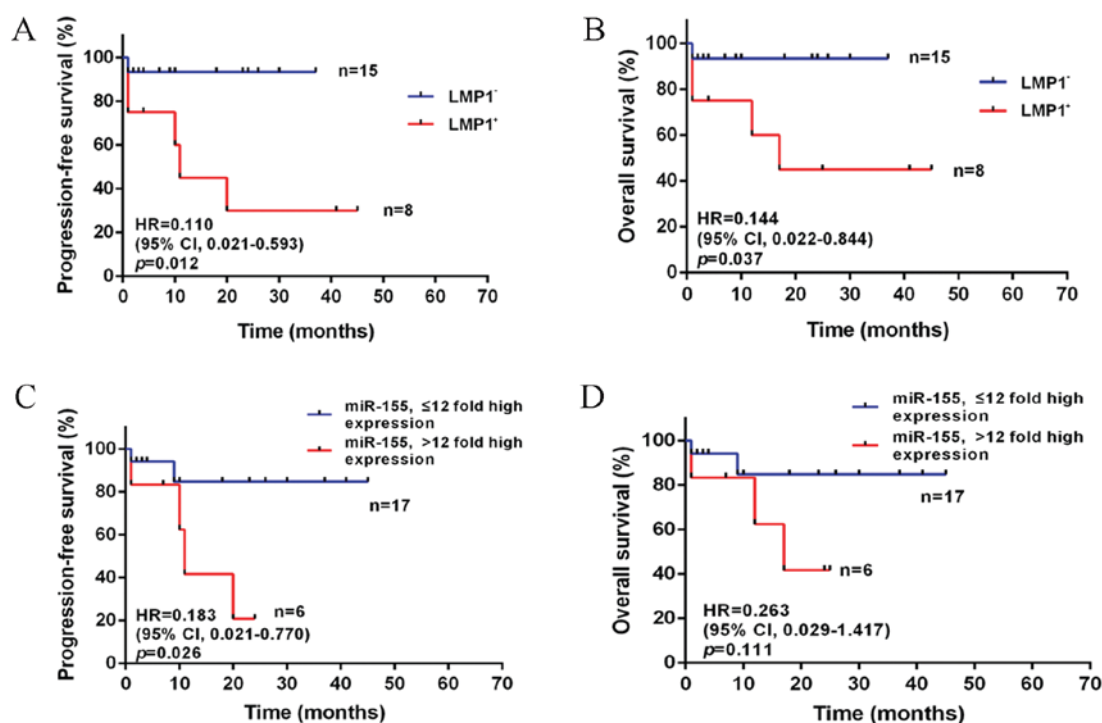 A
Progression-free survival (%)
100
80
60
40
20
0
n=15
LMP1-
LMP1+
n=8
HR=0.110
(95% CI, 0.021-0.593)
p=0.012
0 10 20 30 40 50 60 70
Time (months)
B
Overall survival (%)
100
80
60
40
20
0
n=15
LMP1-
LMP1+
n=8
HR=0.144
(95% CI, 0.022-0.844)
p=0.037
0 10 20 30 40 50 60 70
Time (months)
C
miR-155, ≤12 fold high
expression
miR-155, >12 fold high
expression
Progression-free survival (%)
100
80
60
40
20
0
n=17
n=6
HR=0.183
(95% CI, 0.021-0.770)
p=0.026
0 10 20 30 40 50 60 70
Time (months)
D
miR-155, ≤12 fold high
expression
miR-155, >12 fold high
expression
Overall survival (%)
100
80
60
40
20
0
n=17
n=6
HR=0.263
(95% CI, 0.029-1.417)
p=0.111
0 10 20 30 40 50 60 70
Time (months)